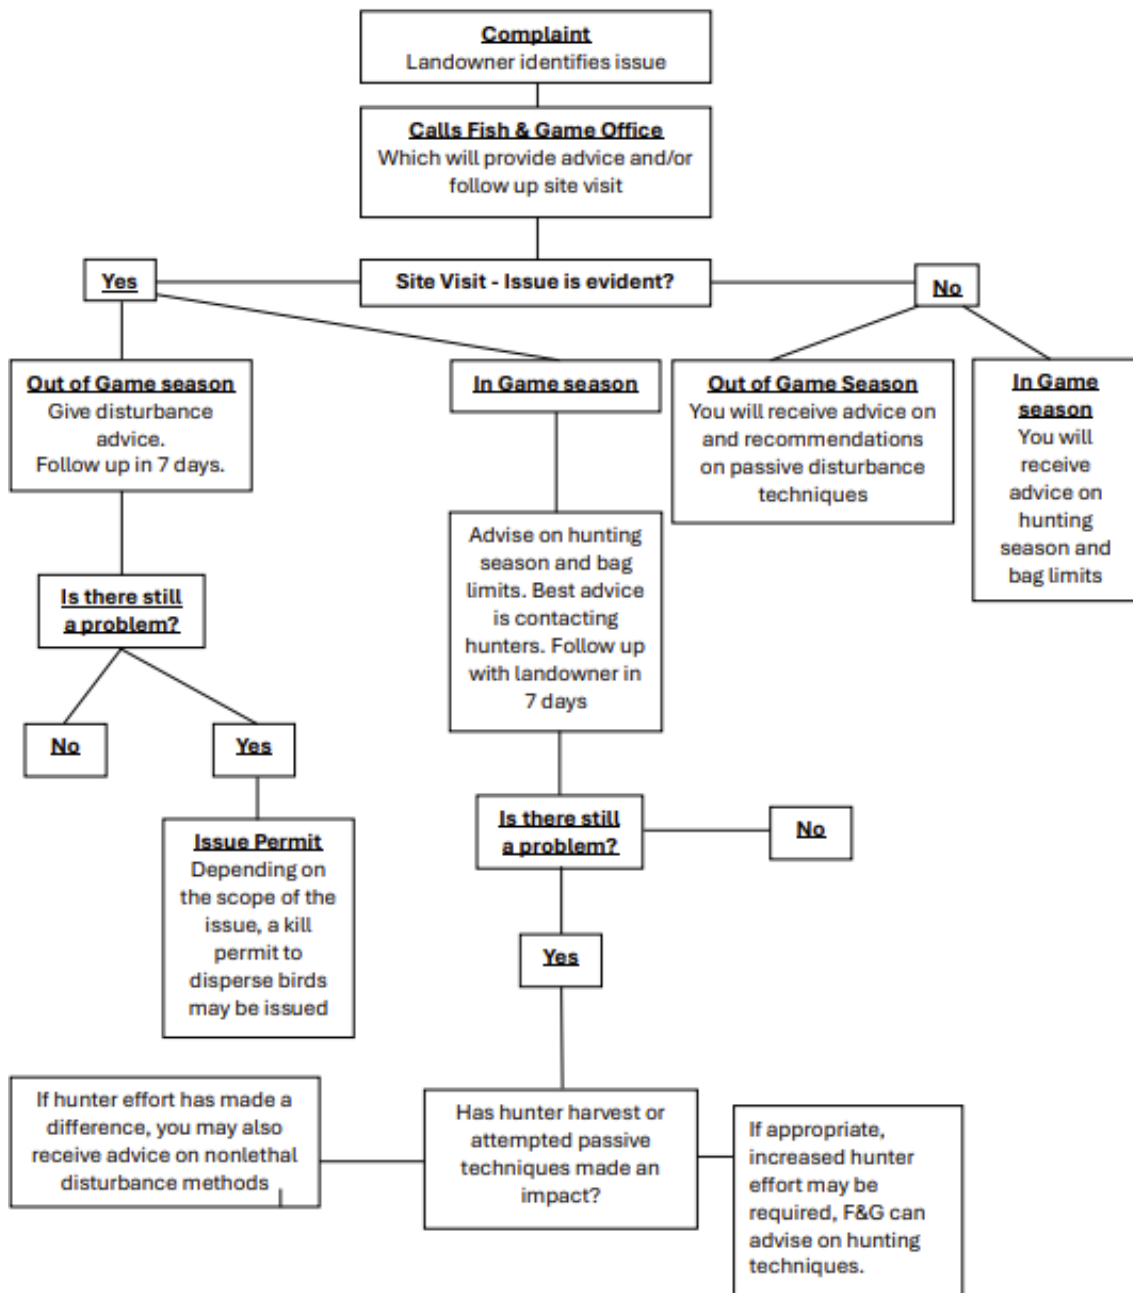 Complaint
Landowner identifies issue
Calls Fish & Game Office
Which will provide advice and/or
follow up site visit
Site Visit - Issue is evident?
Yes
No
Out of Game season
Give disturbance
advice.
Follow up in 7 days.
In Game season
Out of Game Season
You will receive advice on
and recommendations
on passive disturbance
techniques
In Game
season
You will
receive
advice on
hunting
season and
bag limits
Advise on hunting
season and bag
limits. Best advice
is contacting
hunters. Follow up
with landowner in
7 days
Is there still
a problem?
No
Yes
Issue Permit
Depending on
the scope of the
issue, a kill
permit to
disperse birds
may be issued
Is there still
a problem?
No
Yes
Has hunter harvest or
attempted passive
techniques made an
impact?
If hunter effort has made a
difference, you may also
receive advice on nonlethal
disturbance methods
If appropriate,
increased hunter
effort may be
required, F&G can
advise on hunting
techniques.